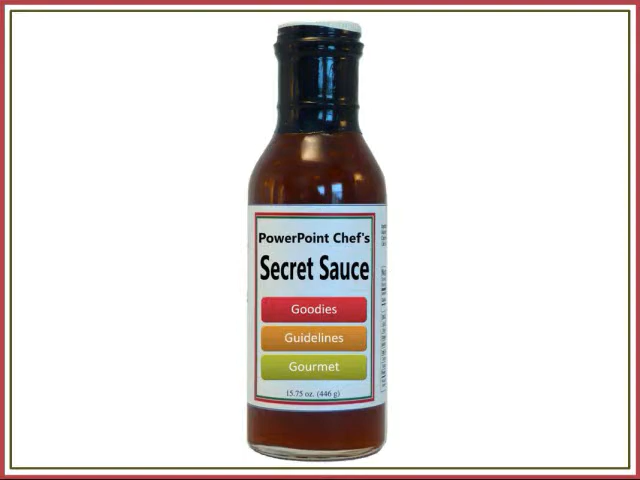 PowerPoint Chef's
Secret Sauce
Goodies
Guidelines
Gourmet
15.75 oz. (446 g)